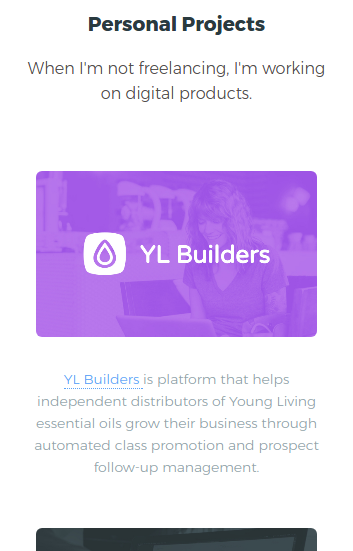 Personal Projects
When I'm not freelancing, I'm working
on digital products.
YL Builders
YL Builders is platform that helps
independent distributors of Young Living
essential oils grow their business through
automated class promotion and prospect
follow-up management.